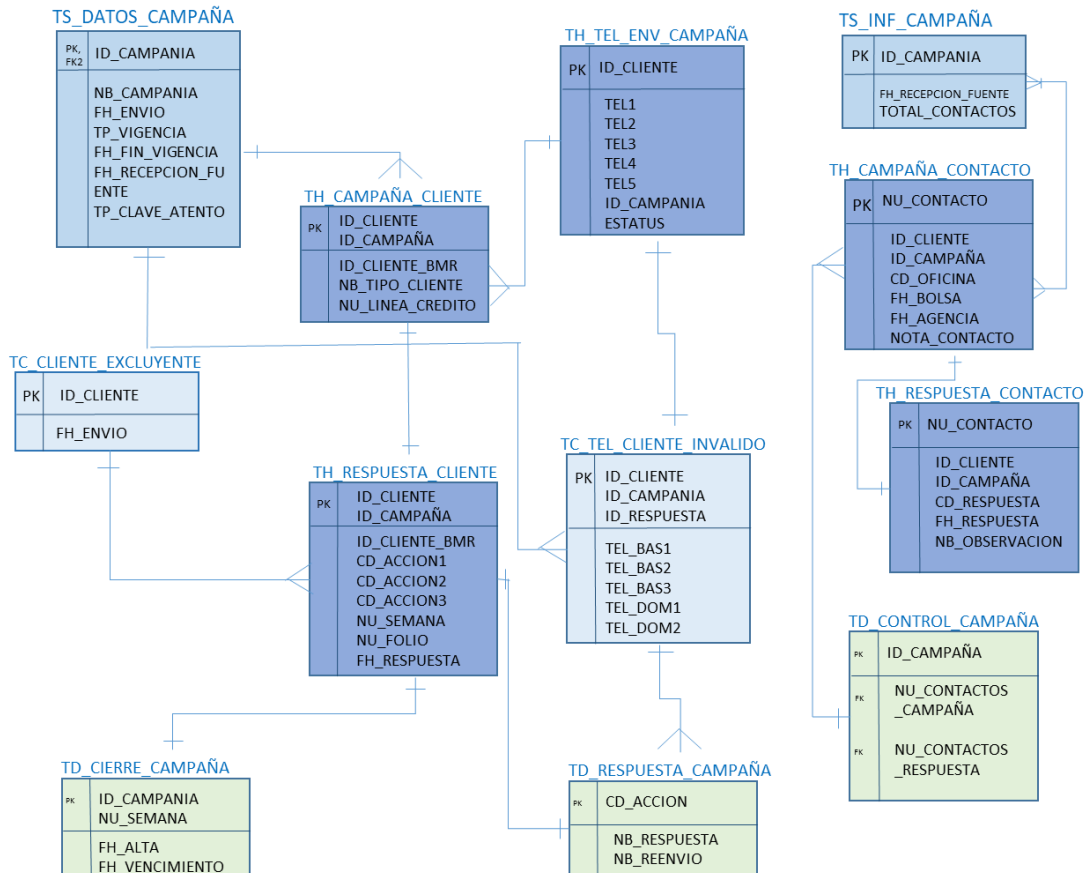 TS_DATOS_CAMPAÑA
PK,
FK2
ID_CAMPANIA
NB_CAMPANIA
FH_ENVIO
TP_VIGENCIA
FH_FIN_VIGENCIA
FH_RECEPCION_FU
ENTE
TP_CLAVE_ATENTO
TH_TEL_ENV_CAMPAÑA
PK
ID_CLIENTE
TEL1
TEL2
TEL3
TEL4
TEL5
ID_CAMPANIA
ESTATUS
TS_INF_CAMPAÑA
PK
ID_CAMPANIA
FH_RECEPCION_FUENTE
TOTAL_CONTACTOS
TH_CAMPAÑA_CLIENTE
PK
ID_CLIENTE
ID_CAMPAÑA
ID_CLIENTE_BMR
NB_TIPO_CLIENTE
NU_LINEA_CREDITO
TH_CAMPAÑA_CONTACTO
PK
NU_CONTACTO
ID_CLIENTE
ID_CAMPAÑA
CD_OFICINA
FH_BOLSA
FH_AGENCIA
NOTA_CONTACTO
TC_CLIENTE_EXCLUYENTE
PK
ID_CLIENTE
FH_ENVIO
TH_RESPUESTA_CONTACTO
PK
NU_CONTACTO
ID_CLIENTE
ID_CAMPAÑA
CD_RESPUESTA
FH_RESPUESTA
NB_OBSERVACION
TH_RESPUESTA_CLIENTE
PK
ID_CLIENTE
ID_CAMPAÑA
ID_CLIENTE_BMR
CD_ACCION1
CD_ACCION2
CD_ACCION3
NU_SEMANA
NU_FOLIO
FH_RESPUESTA
TC_TEL_CLIENTE_INVALIDO
PK
ID_CLIENTE
ID_CAMPANIA
ID_RESPUESTA
TEL_BAS1
TEL_BAS2
TEL_BAS3
TEL_DOM1
TEL_DOM2
TD_CONTROL_CAMPAÑA
PK
ID_CAMPAÑA
FK
NU_CONTACTOS
_CAMPAÑA
FK
NU_CONTACTOS
_RESPUESTA
TD_CIERRE_CAMPAÑA
PK
ID_CAMPANIA
NU_SEMANA
FH_ALTA
FH_VENCIMIENTO
TD_RESPUESTA_CAMPAÑA
PK
CD_ACCION
NB_RESPUESTA
NB_REENVIO